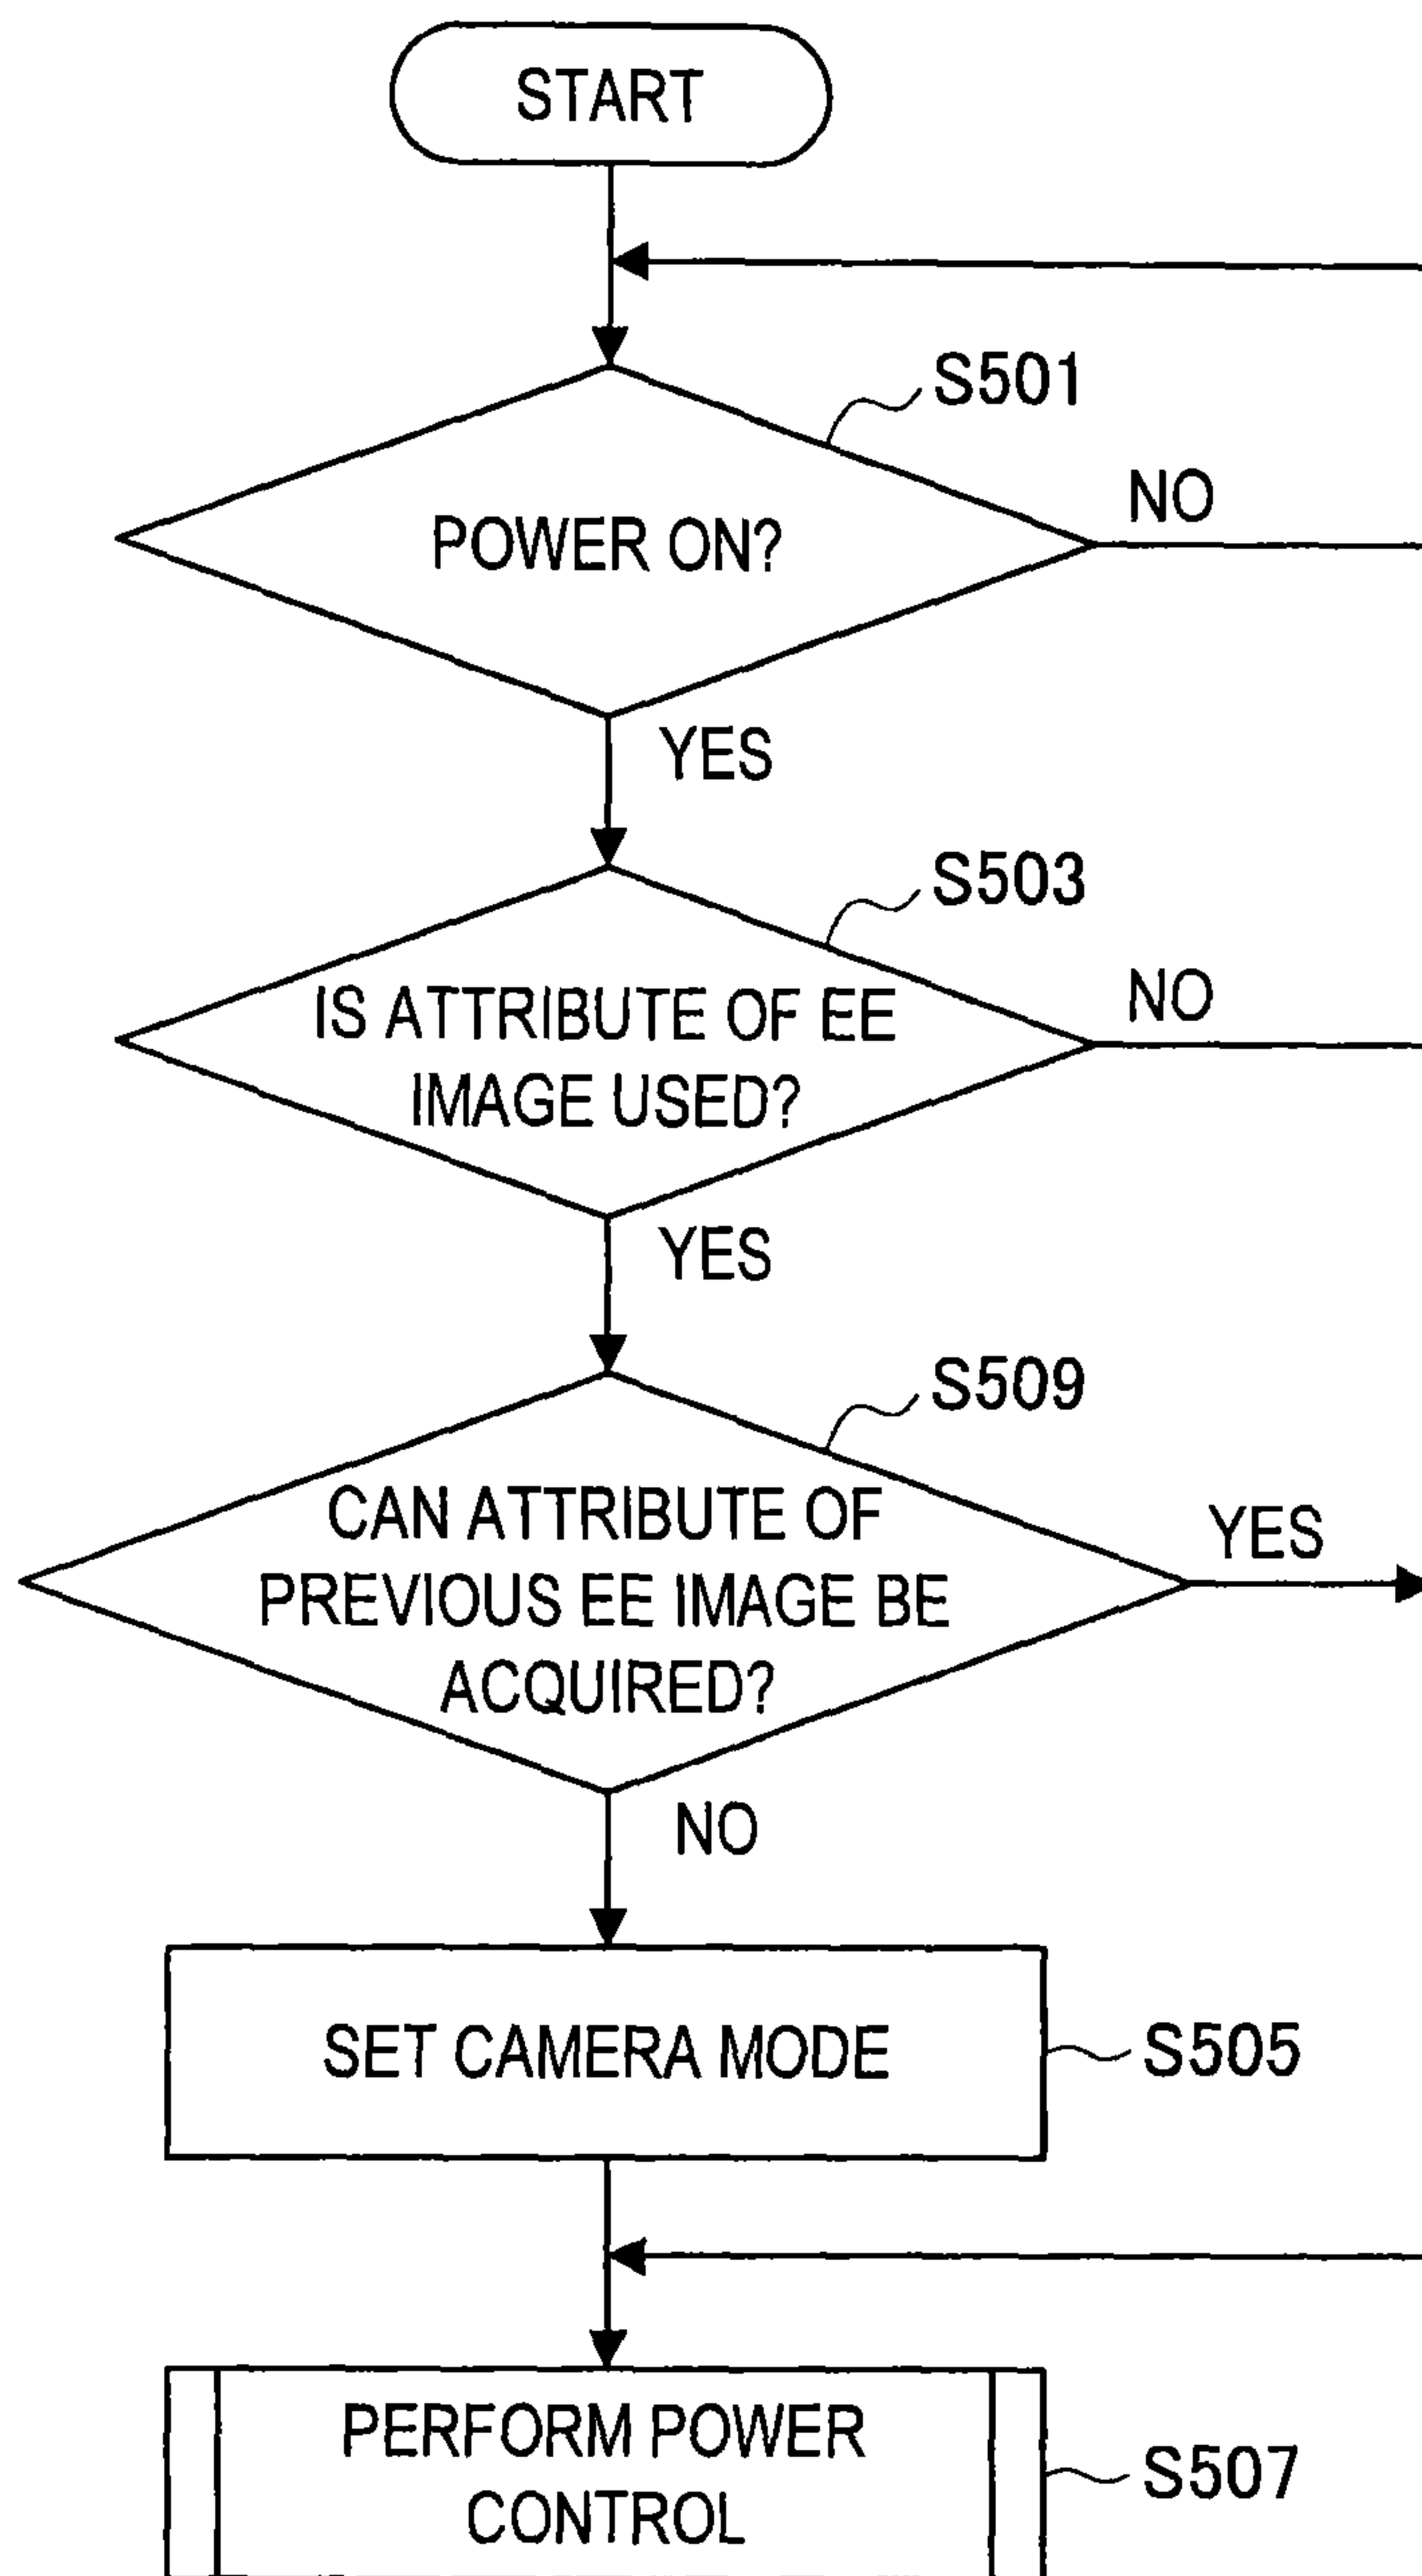 START
S501
POWER ON?
NO
YES
S503
IS ATTRIBUTE OF EE
IMAGE USED?
NO
YES
S509
CAN ATTRIBUTE OF
PREVIOUS EE IMAGE BE
ACQUIRED?
YES
NO
SET CAMERA MODE
S505
PERFORM POWER
CONTROL
S507